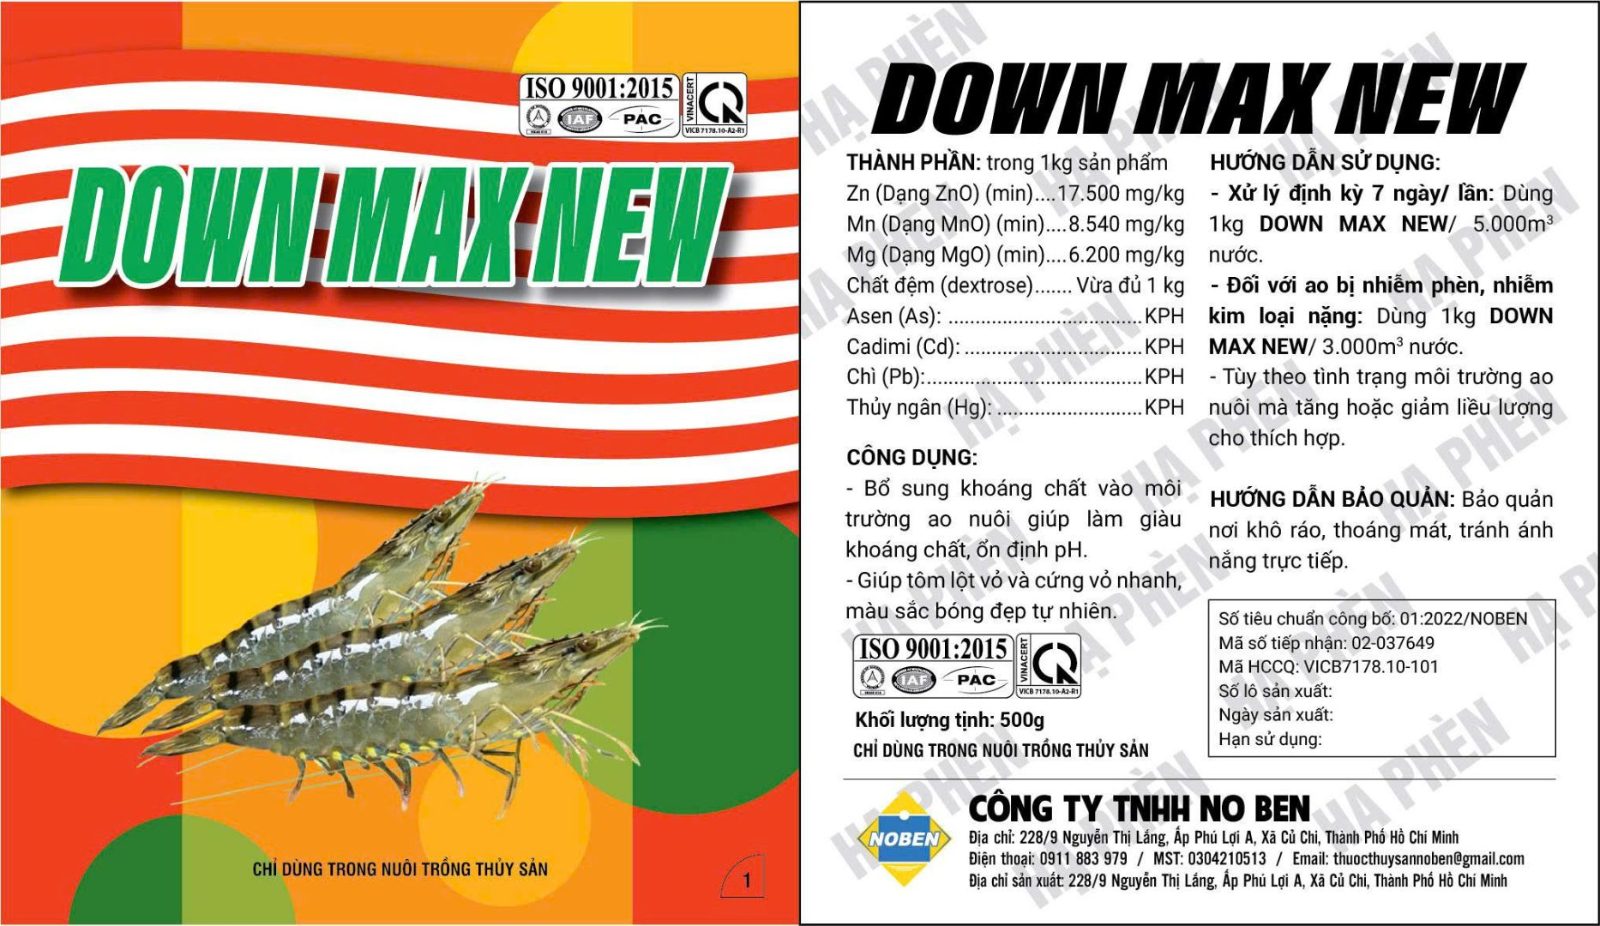 ISO 9001:2015
IAF
PAC
VINACERT
VICB 7178.10-A2-R1
DOWN MAX NEW
CHỈ DÙNG TRONG NUÔI TRỒNG THỦY SẢN
1
DOWN MAX NEW
THÀNH PHẦN: trong 1kg sản phẩm
Zn (Dạng ZnO) (min)....17.500 mg/kg
Mn (Dạng MnO) (min)....8.540 mg/kg
Mg (Dạng MgO) (min)....6.200 mg/kg
Chất đệm (dextrose)....... Vừa đủ 1 kg
Asen (As): ....................................KPH
Cadimi (Cd): .................................KPH
Chì (Pb):........................................KPH
Thủy ngân (Hg): ...........................KPH
CÔNG DỤNG:
- Bổ sung khoáng chất vào môi
trường ao nuôi giúp làm giàu
khoáng chất, ổn định pH.
- Giúp tôm lột vỏ và cứng vỏ nhanh,
màu sắc bóng đẹp tự nhiên.
ISO 9001:2015
IAF
PAC
VINACERT
VICB 7178.10-A2-R1
Khối lượng tịnh: 500g
CHỈ DÙNG TRONG NUÔI TRỒNG THỦY SẢN
HƯỚNG DẪN SỬ DỤNG:
- Xử lý định kỳ 7 ngày/ lần: Dùng
1kg DOWN MAX NEW/ 5.000m³
nước.
- Đối với ao bị nhiễm phèn, nhiễm
kim loại nặng: Dùng 1kg DOWN
MAX NEW/ 3.000m³ nước.
- Tùy theo tình trạng môi trường ao
nuôi mà tăng hoặc giảm liều lượng
cho thích hợp.
HƯỚNG DẪN BẢO QUẢN: Bảo quản
nơi khô ráo, thoáng mát, tránh ánh
nắng trực tiếp.
Số tiêu chuẩn công bố: 01:2022/NOBEN
Mã số tiếp nhận: 02-037649
Mã HCCQ: VICB7178.10-101
Số lô sản xuất:
Ngày sản xuất:
Hạn sử dụng:
NOBEN
CÔNG TY TNHH NO BEN
Địa chỉ: 228/9 Nguyễn Thị Lắng, Ấp Phú Lợi A, Xã Củ Chi, Thành Phố Hồ Chí Minh
Điện thoại: 0911 883 979 / MST: 0304210513 / Email: thuocthuysannoben@gmail.com
Địa chỉ sản xuất: 228/9 Nguyễn Thị Lắng, Ấp Phú Lợi A, Xã Củ Chi, Thành Phố Hồ Chí Minh
HẠ PHÈN
HẠ PHÈN
HẠ PHÈN
HẠ PHÈN
HẠ PHÈN
HẠ PHÈN
HẠ PHÈN
HẠ PHÈN